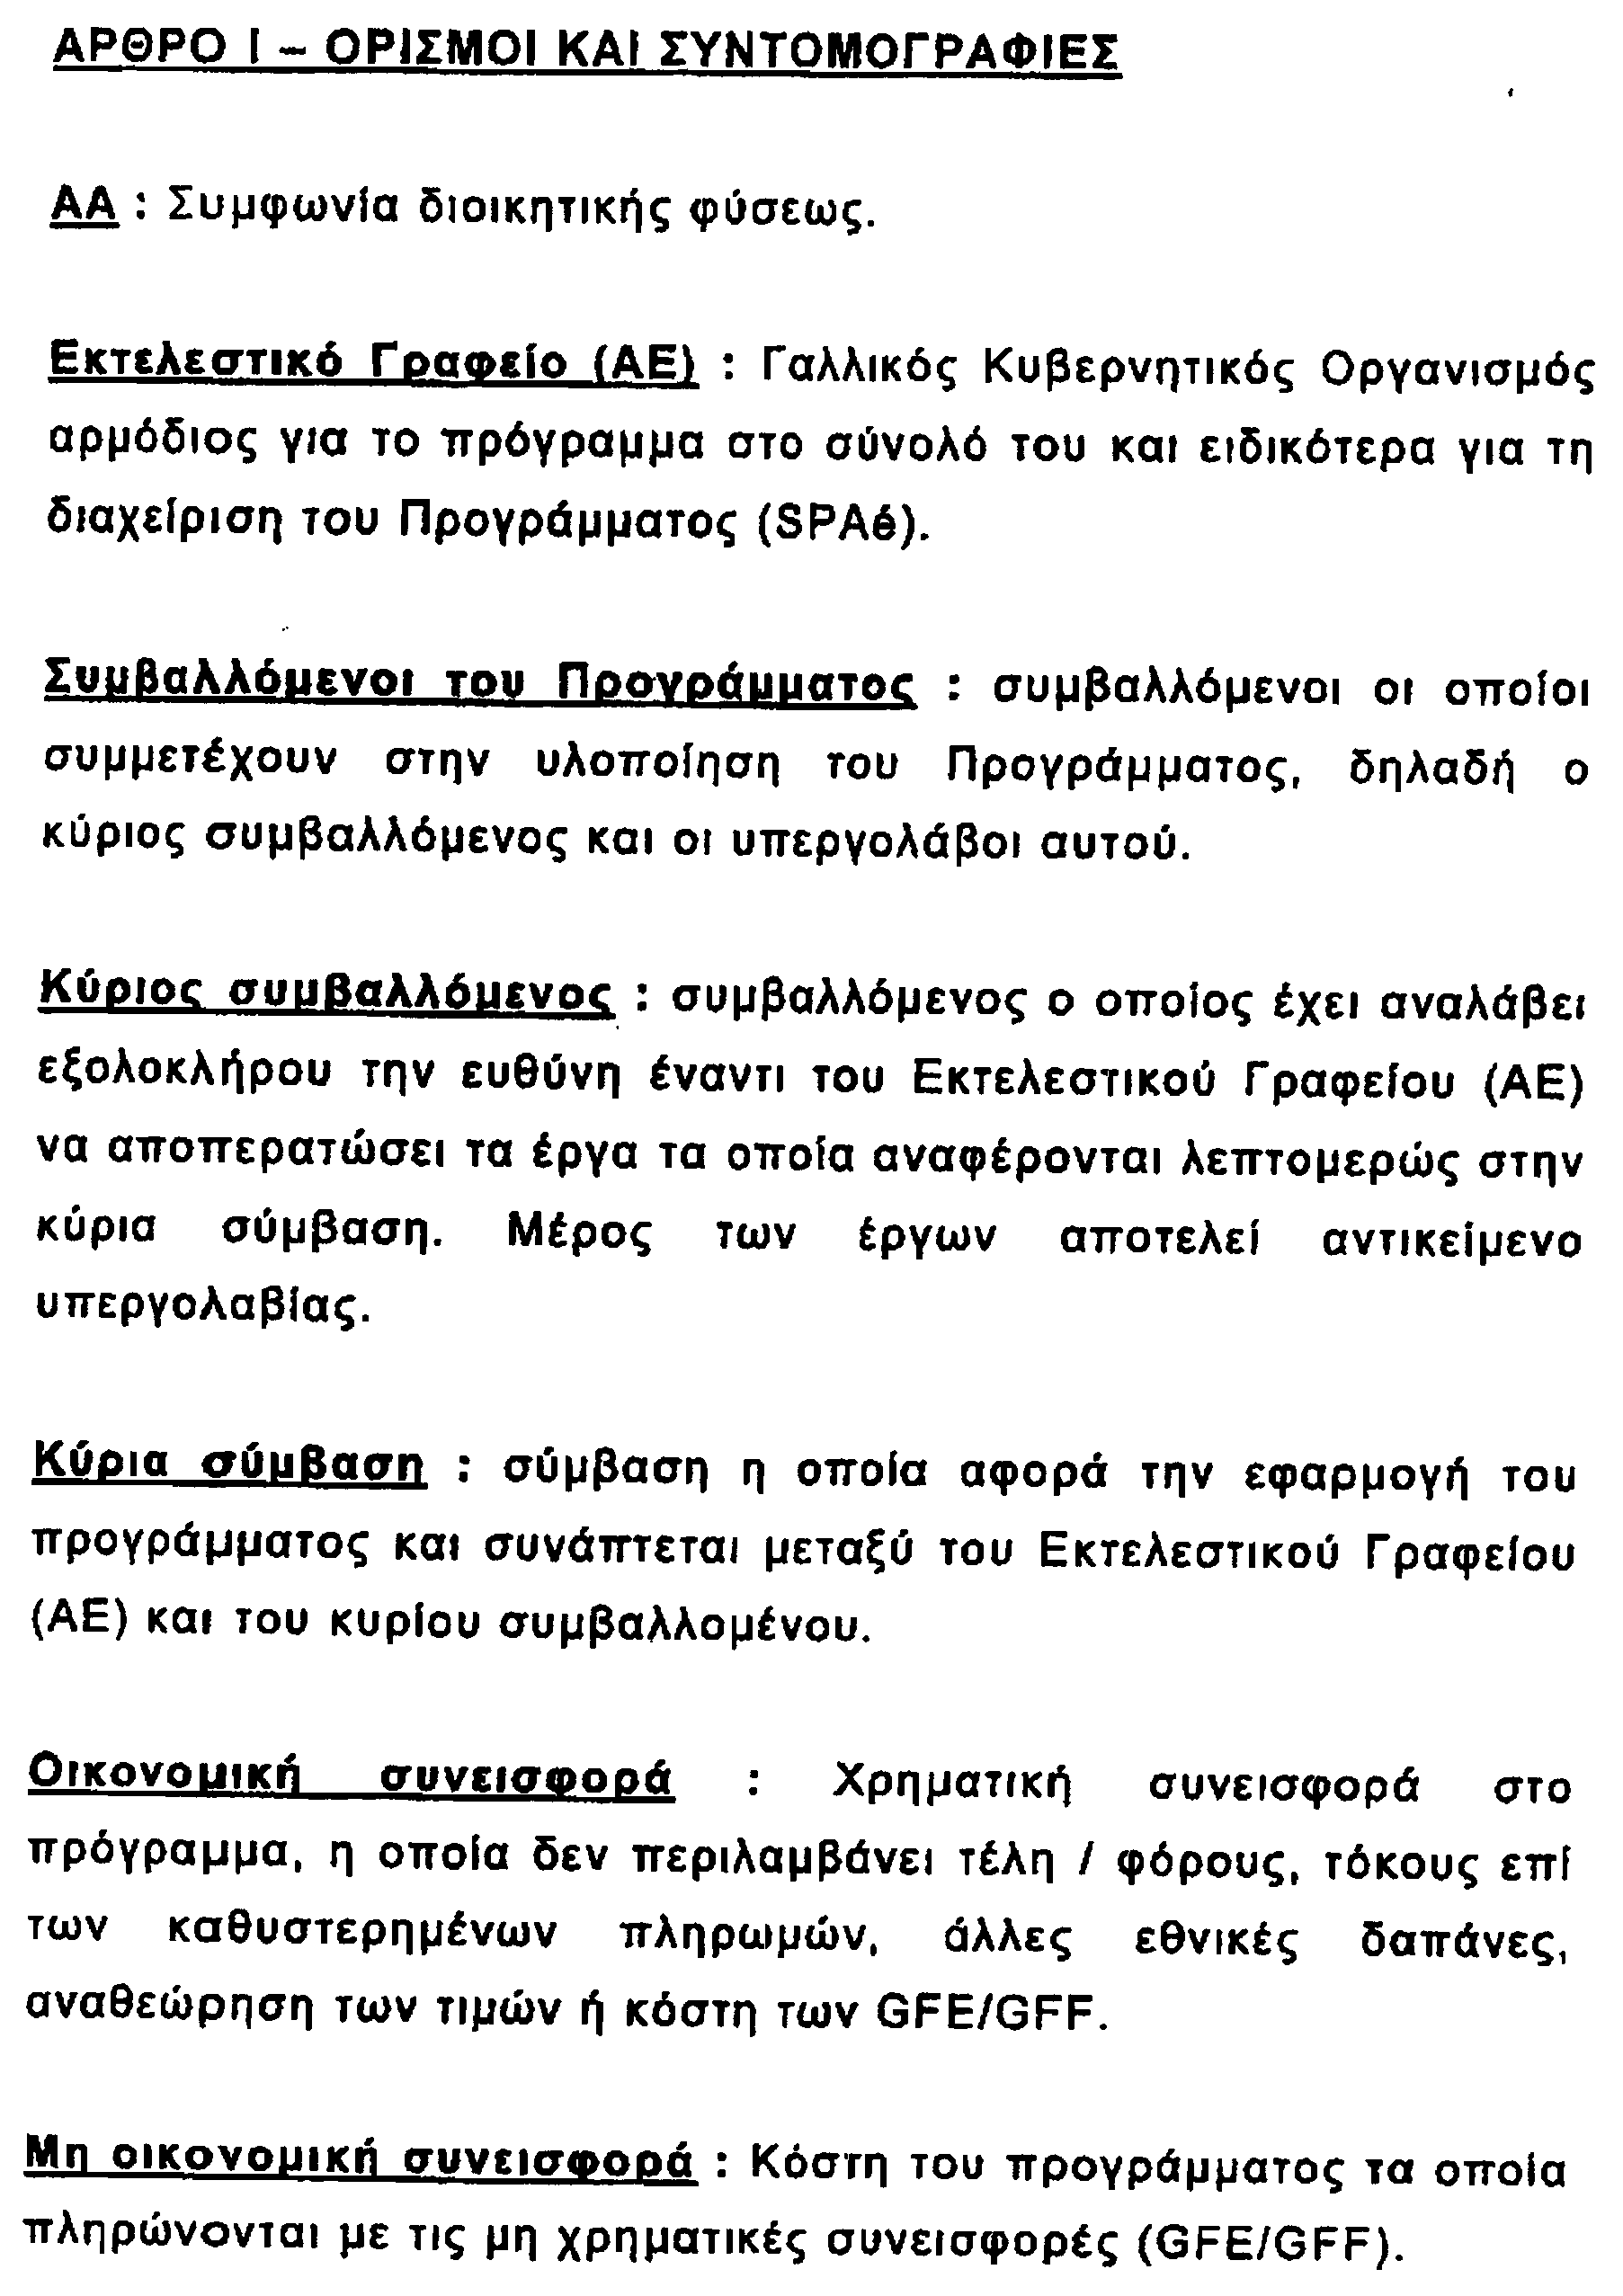 ΑΡΘΡΟ Ι – ΟΡΙΣΜΟΙ ΚΑΙ ΣΥΝΤΟΜΟΓΡΑΦΙΕΣ
ΑΑ : Συμφωνία διοικητικής φύσεως.
Εκτελεστικό Γραφείο (ΑΕ) : Γαλλικός Κυβερνητικός Οργανισμός
αρμόδιος για το πρόγραμμα στο σύνολό του και ειδικότερα για τη
διαχείριση του Προγράμματος (SPAé).
Συμβαλλόμενοι του Προγράμματος : συμβαλλόμενοι οι οποίοι
συμμετέχουν στην υλοποίηση του Προγράμματος, δηλαδή ο
κύριος συμβαλλόμενος και οι υπεργολάβοι αυτού.
Κύριος συμβαλλόμενος : συμβαλλόμενος ο οποίος έχει αναλάβει
εξολοκλήρου την ευθύνη έναντι του Εκτελεστικού Γραφείου (ΑΕ)
να αποπερατώσει τα έργα τα οποία αναφέρονται λεπτομερώς στην
κύρια σύμβαση. Μέρος των έργων αποτελεί αντικείμενο
υπεργολαβίας.
Κύρια σύμβαση : σύμβαση η οποία αφορά την εφαρμογή του
προγράμματος και συνάπτεται μεταξύ του Εκτελεστικού Γραφείου
(ΑΕ) και του κυρίου συμβαλλομένου.
Οικονομική συνεισφορά : Χρηματική συνεισφορά στο
πρόγραμμα, η οποία δεν περιλαμβάνει τέλη / φόρους, τόκους επί
των καθυστερημένων πληρωμών, άλλες εθνικές δαπάνες,
αναθεώρηση των τιμών ή κόστη των GFE/GFF.
Μη οικονομική συνεισφορά : Κόστη του προγράμματος τα οποία
πληρώνονται με τις μη χρηματικές συνεισφορές (GFE/GFF).